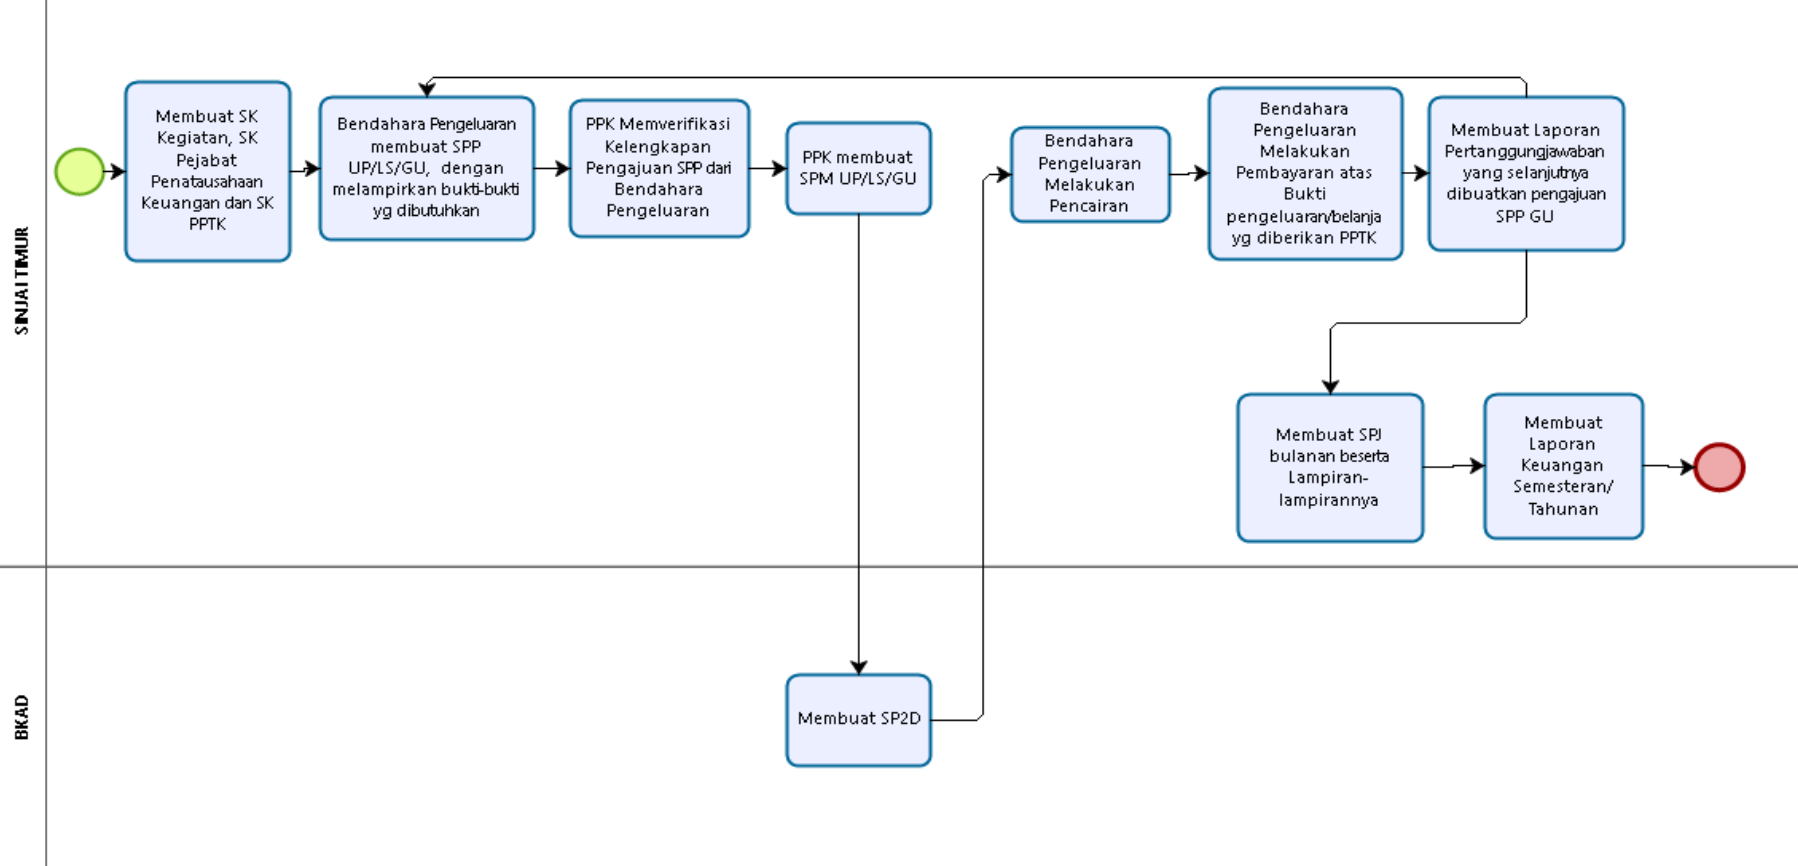 SINJAI TIMUR
Membuat SK
Kegiatan, SK
Pejabat
Penatausahaan
Keuangan dan SK
PPTK
Bendahara Pengeluaran
membuat SPP
UP/LS/GU, dengan
melampirkan bukti-bukti
yg dibutuhkan
PPK Memverifikasi
Kelengkapan
Pengajuan SPP dari
Bendahara
Pengeluaran
PPK membuat
SPM UP/LS/GU
Bendahara
Pengeluaran
Melakukan
Pencairan
Bendahara
Pengeluaran
Melakukan
Pembayaran atas
Bukti
pengeluaran/belanja
yg diberikan PPTK
Membuat Laporan
Pertanggungjawaban
yang selanjutnya
dibuatkan pengajuan
SPP GU
Membuat SPJ
bulanan beserta
Lampiran-
lampirannya
Membuat
Laporan
Keuangan
Semesteran/
Tahunan
BKAD
Membuat SP2D